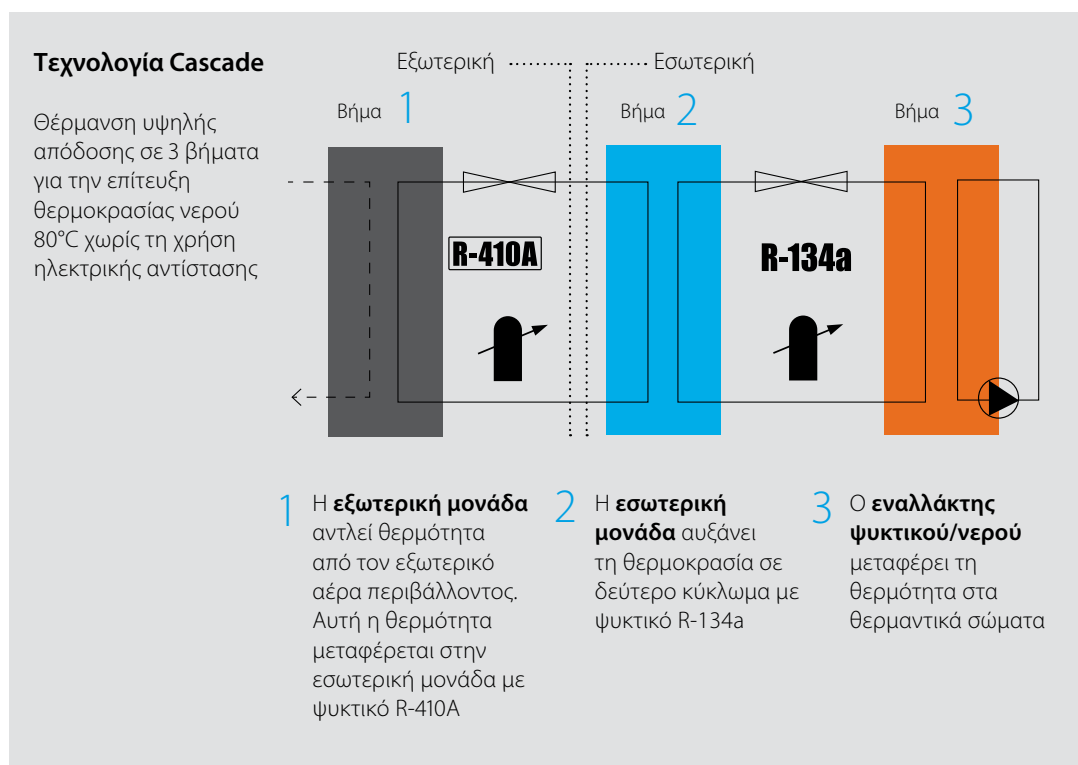 Τεχνολογία Cascade
Θέρμανση υψηλής
απόδοσης σε 3 βήματα
για την επίτευξη
θερμοκρασίας νερού
80°C χωρίς τη χρήση
ηλεκτρικής αντίστασης
Εξωτερική
Εσωτερική
Βήμα 1
Βήμα 2
Βήμα 3
R-410A
R-134a
1 Η εξωτερική μονάδα
αντλεί θερμότητα
από τον εξωτερικό
αέρα περιβάλλοντος.
Αυτή η θερμότητα
μεταφέρεται στην
εσωτερική μονάδα με
ψυκτικό R-410A
2 Η εσωτερική
μονάδα αυξάνει
τη θερμοκρασία σε
δεύτερο κύκλωμα με
ψυκτικό R-134a
3 Ο εναλλάκτης
ψυκτικού/νερού
μεταφέρει τη
θερμότητα στα
θερμαντικά σώματα